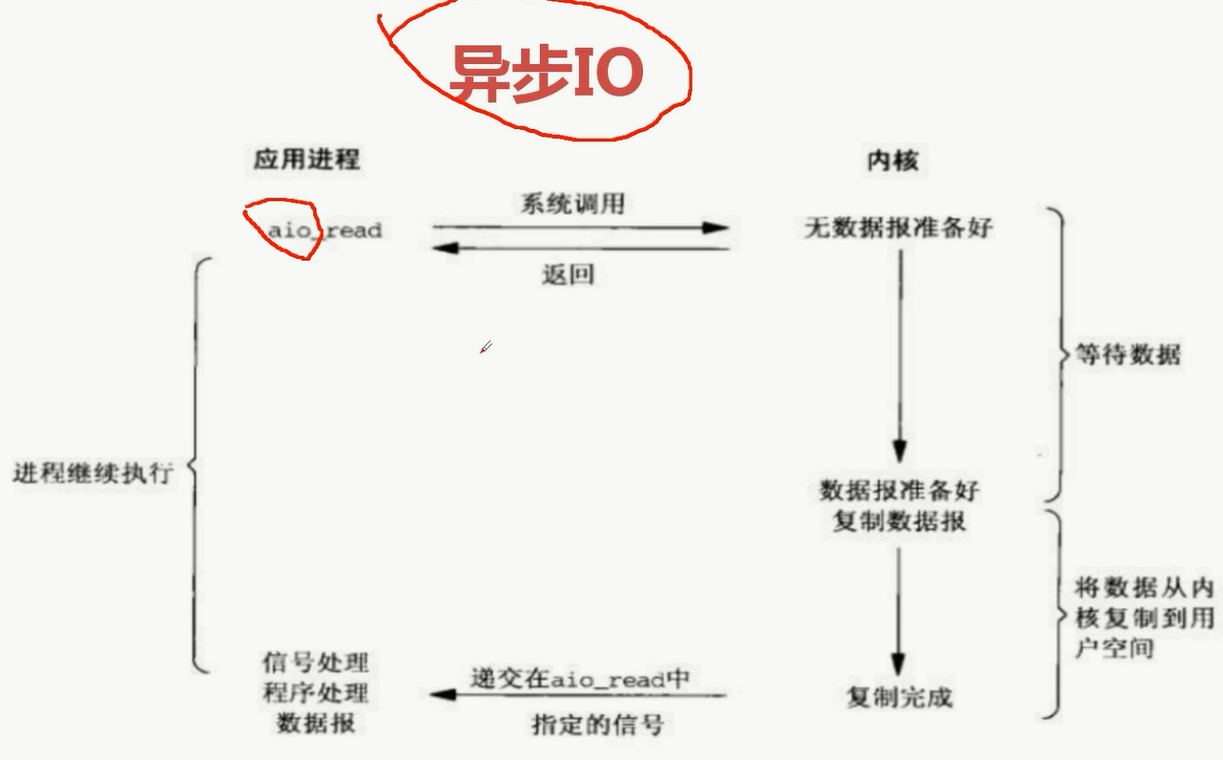 异步IO
应用进程
内核
系统调用
aio_read
无数据报准备好
返回
等待数据
进程继续执行
数据报准备好
复制数据报
将数据从内
核复制到用
户空间
信号处理
程序处理
数据报
递交在aio_read中
指定的信号
复制完成